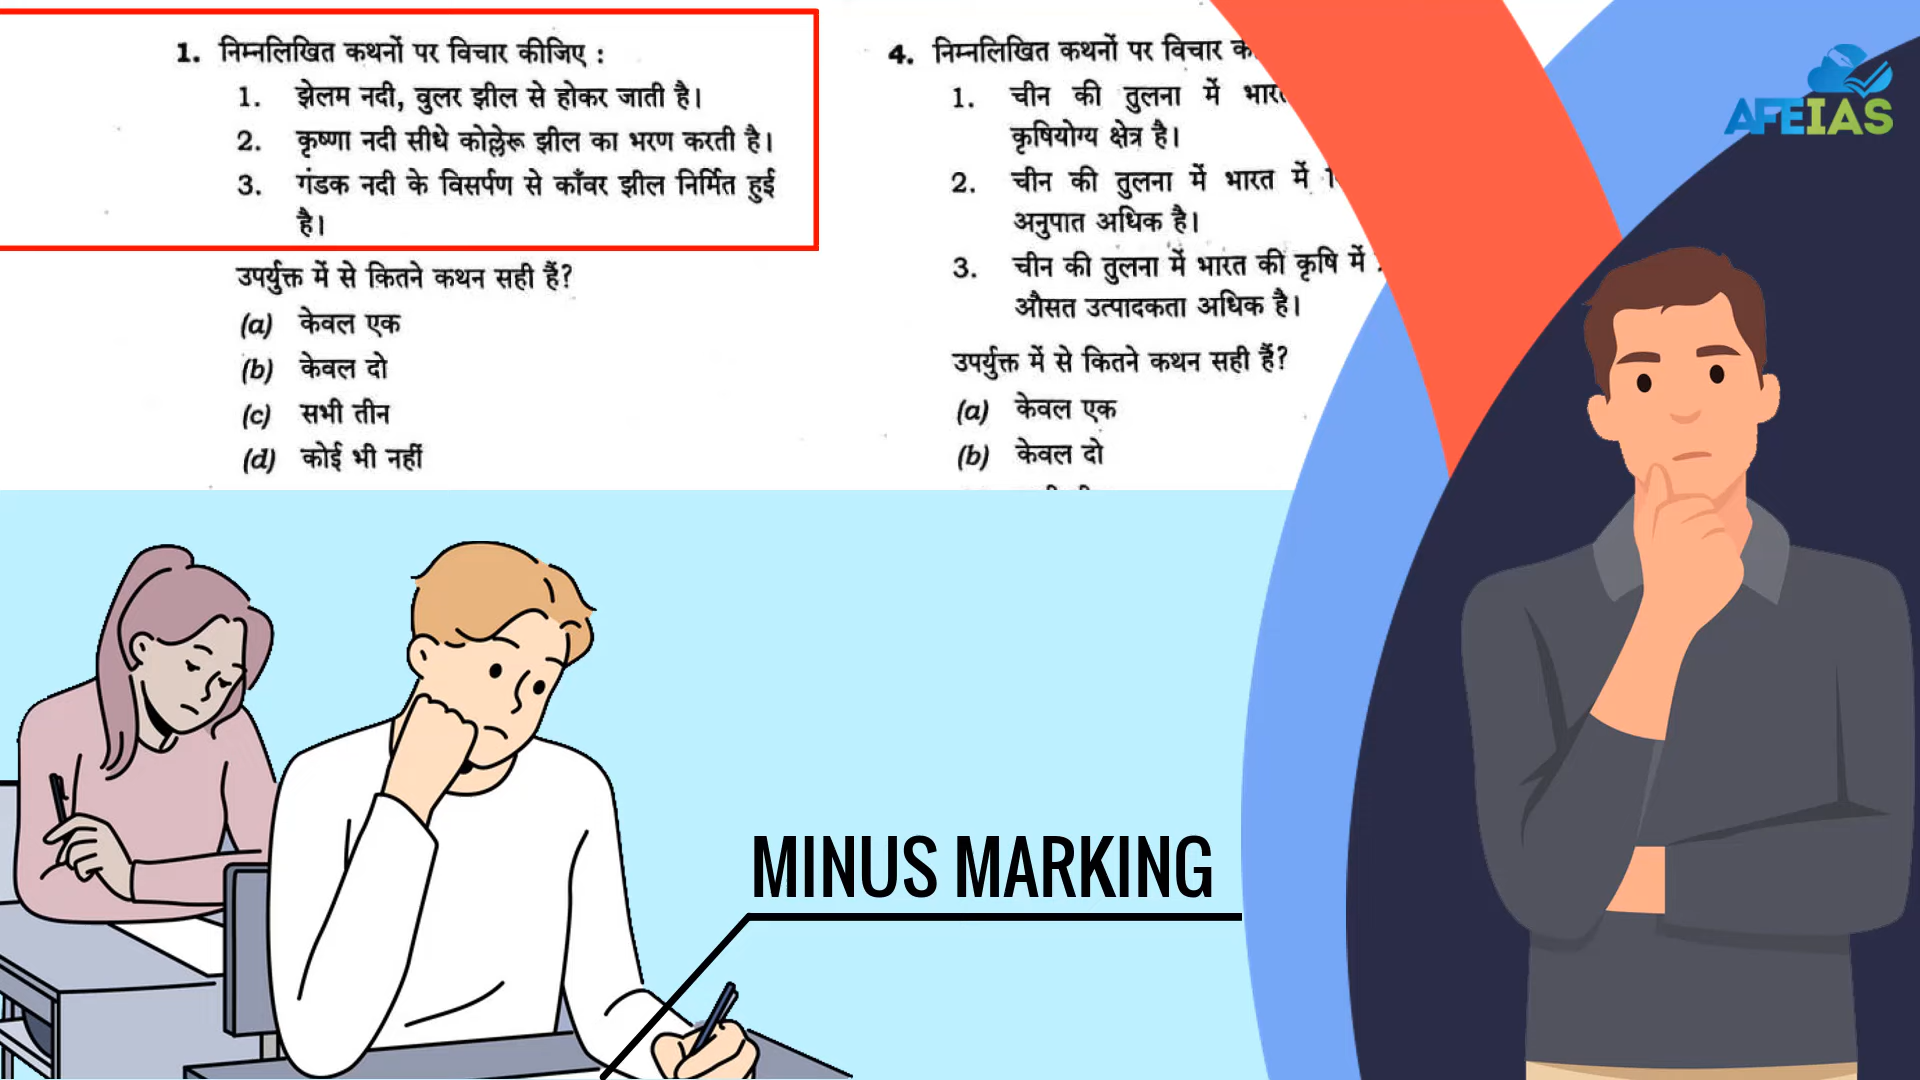 1. निम्नलिखित कथनों पर विचार कीजिए :
1. झेलम नदी, वुलर झील से होकर जाती है।
2. कृष्णा नदी सीधे कोल्लेरू झील का भरण करती है।
3. गंडक नदी के विसर्पण से काँवर झील निर्मित हुई
है।
उपर्युक्त में से कितने कथन सही हैं?
(a) केवल एक
(b) केवल दो
(c) सभी तीन
(d) कोई भी नहीं
4. निम्नलिखित कथनों पर विचार
1. चीन की तुलना में
कृषियोग्य क्षेत्र है।
2. चीन की तुलना में भारत में
अनुपात अधिक है।
3. चीन की तुलना में भारत की कृषि में
औसत उत्पादकता अधिक है।
उपर्युक्त में से कितने कथन सही हैं?
(a) केवल एक
(b) केवल दो
AFEIAS
MINUS MARKING